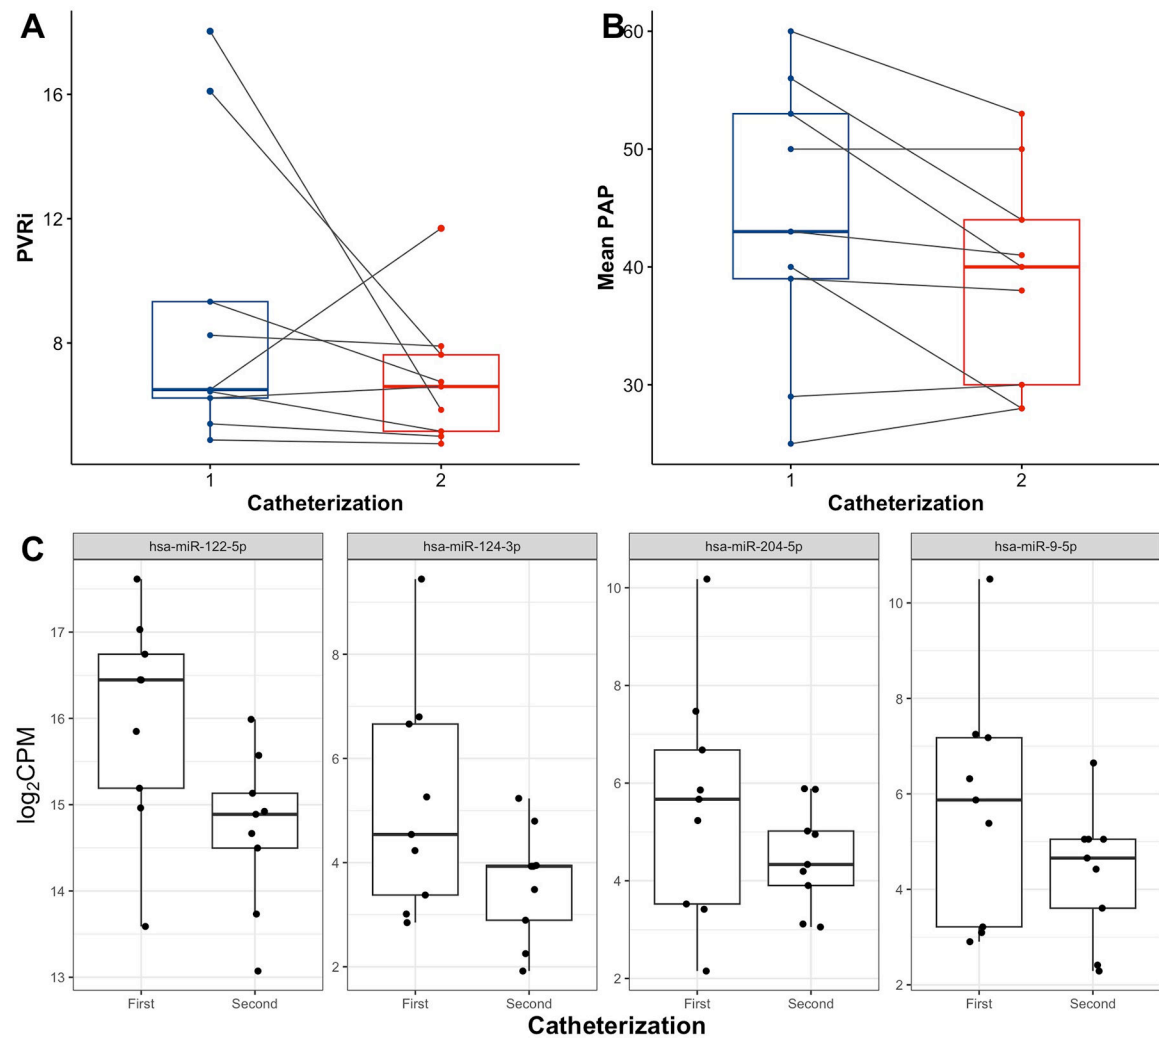 A
B
PVRi
16
12
8
1
2
Catheterization
Mean PAP
60
50
40
30
1
2
Catheterization
C
hsa-miR-122-5p
hsa-miR-124-3p
hsa-miR-204-5p
hsa-miR-9-5p
log₂CPM
17
16
15
14
13
8
6
4
2
10
8
6
4
2
10
8
6
4
2
First
Second
First
Second
First
Second
First
Second
Catheterization